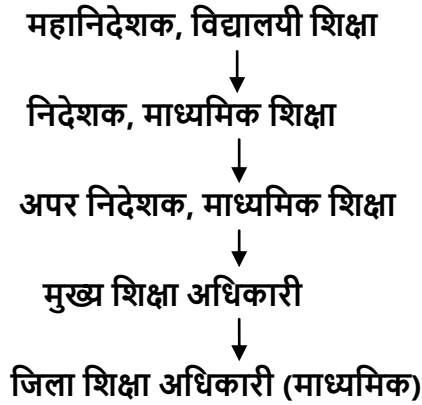 महानिदेशक, विद्यालयी शिक्षा
निदेशक, माध्यमिक शिक्षा
अपर निदेशक, माध्यमिक शिक्षा
मुख्य शिक्षा अधिकारी
जिला शिक्षा अधिकारी (माध्यमिक)